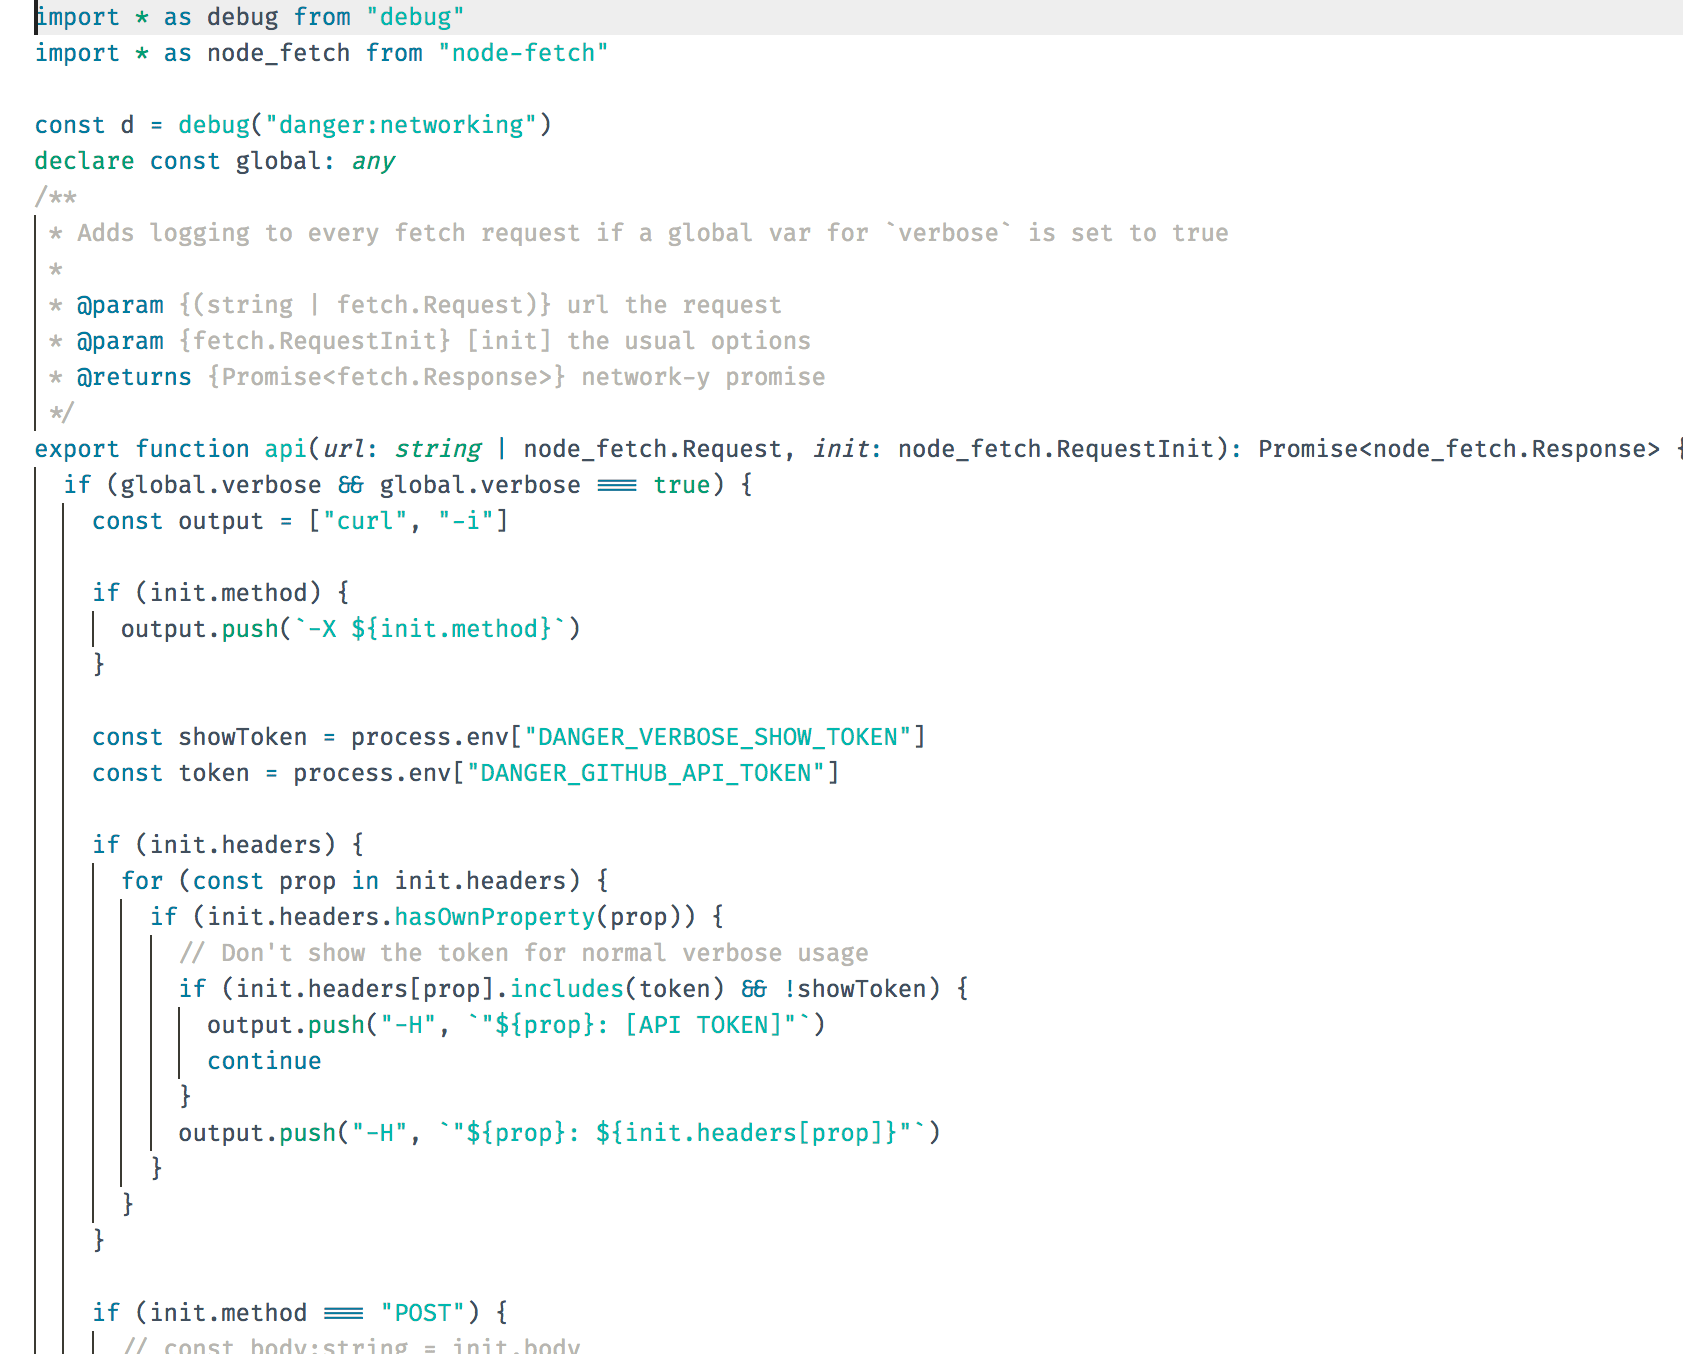 import * as debug from "debug"
import * as node_fetch from "node-fetch"
const d = debug("danger:networking")
declare const global: any
/**
* Adds logging to every fetch request if a global var for `verbose` is set to true
*
* @param {(string | fetch.Request)} url the request
* @param {fetch.RequestInit} [init] the usual options
* @returns {Promise<fetch.Response>} network-y promise
*/
export function api(url: string | node_fetch.Request, init: node_fetch.RequestInit): Promise<node_fetch.Response> {
if (global.verbose && global.verbose === true) {
const output = ["curl", "-i"]
if (init.method) {
output.push(`-X ${init.method}`)
}
const showToken = process.env["DANGER_VERBOSE_SHOW_TOKEN"]
const token = process.env["DANGER_GITHUB_API_TOKEN"]
if (init.headers) {
for (const prop in init.headers) {
if (init.headers.hasOwnProperty(prop)) {
// Don't show the token for normal verbose usage
if (init.headers[prop].includes(token) && !showToken) {
output.push("-H", `"${prop}: [API TOKEN]"`)
continue
}
output.push("-H", `"${prop}: ${init.headers[prop]}"`)
}
}
}
if (init.method === "POST") {
// const body:string = init.body